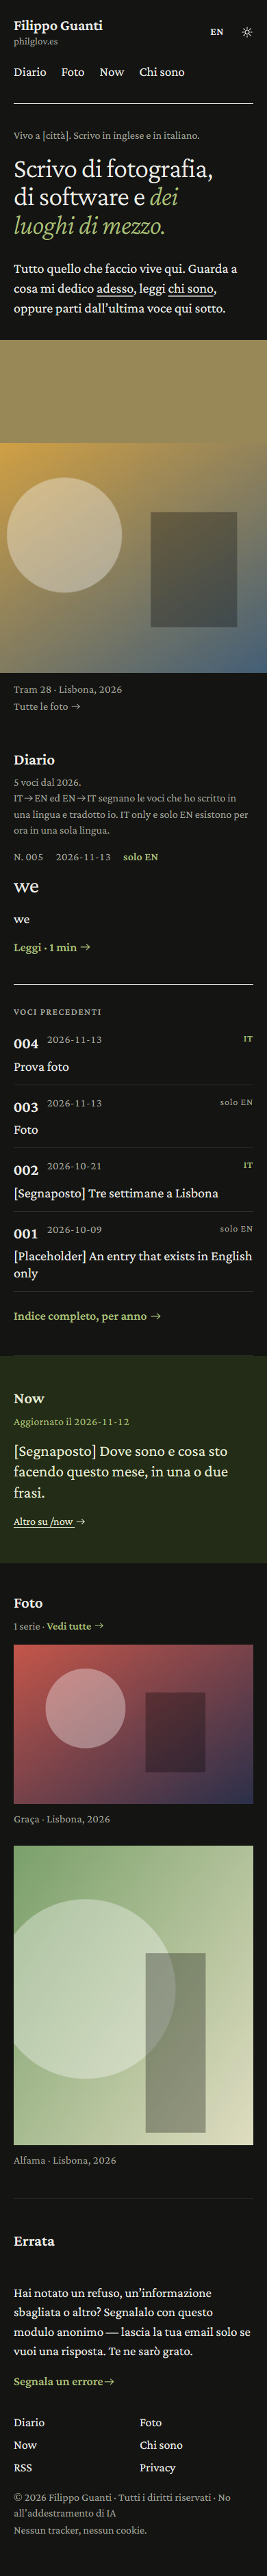 Filippo Guanti
philglov.es
EN
Diario Foto Now Chi sono
Vivo a [città]. Scrivo in inglese e in italiano.
Scrivo di fotografia,
di software e dei
luoghi di mezzo.
Tutto quello che faccio vive qui. Guarda a
cosa mi dedico adesso, leggi chi sono,
oppure parti dall’ultima voce qui sotto.
Tram 28 · Lisbona, 2026
Tutte le foto →
Diario
5 voci dal 2026.
IT→EN ed EN→IT segnano le voci che ho scritto in
una lingua e tradotto io. IT only e solo EN esistono per
ora in una sola lingua.
N. 005 2026-11-13 solo EN
we
we
Leggi · 1 min →
VOCI PRECEDENTI
004 2026-11-13 IT
Prova foto
003 2026-11-13 solo EN
Foto
002 2026-10-21 IT
[Segnaposto] Tre settimane a Lisbona
001 2026-10-09 solo EN
[Placeholder] An entry that exists in English
only
Indice completo, per anno →
Now
Aggiornato il 2026-11-12
[Segnaposto] Dove sono e cosa sto
facendo questo mese, in una o due
frasi.
Altro su /now →
Foto
1 serie · Vedi tutte →
Graça · Lisbona, 2026
Alfama · Lisbona, 2026
Errata
Hai notato un refuso, un’informazione
sbagliata o altro? Segnalalo con questo
modulo anonimo — lascia la tua email solo se
vuoi una risposta. Te ne sarò grato.
Segnala un errore→
Diario Foto
Now Chi sono
RSS Privacy
© 2026 Filippo Guanti · Tutti i diritti riservati · No
all’addestramento di IA
Nessun tracker, nessun cookie.